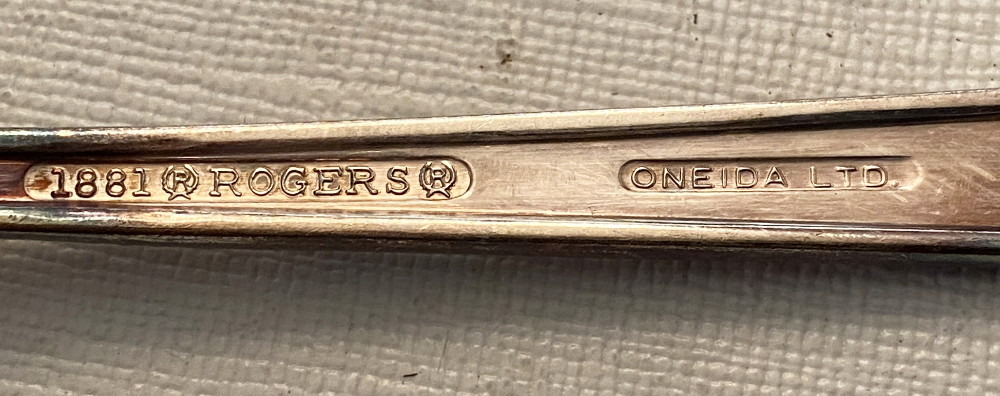 1881 R ROGERS R
ONEIDA LTD.